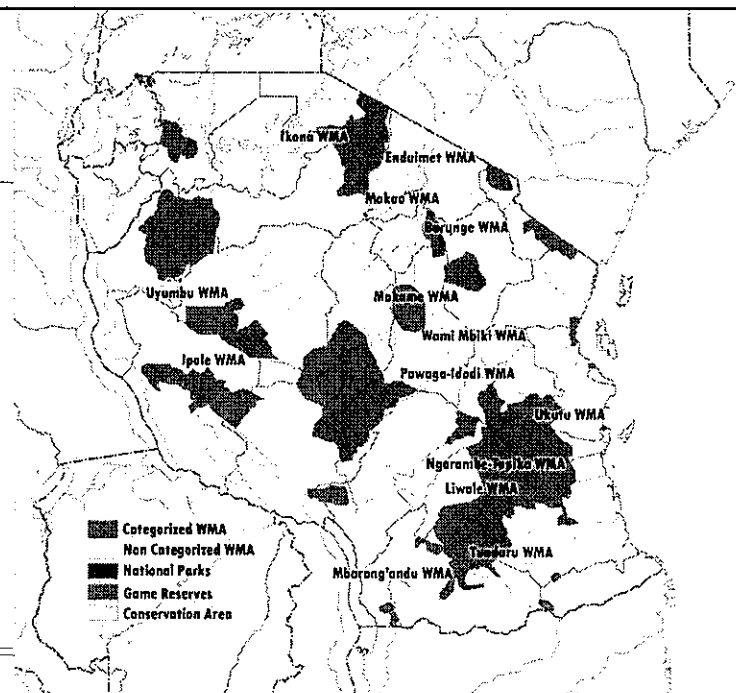 Ikona WMA
Enduimet WMA
Makao WMA
Burunge WMA
Uyumbu WMA
Makame WMA
Wami Mbiki WMA
Ipole WMA
Pawaga-Idodi WMA
Ukutu WMA
Ngarambe-Tapika WMA
Liwale WMA
Tunduru WMA
Mbarang'andu WMA
Categorized WMA
Non Categorized WMA
National Parks
Game Reserves
Conservation Area